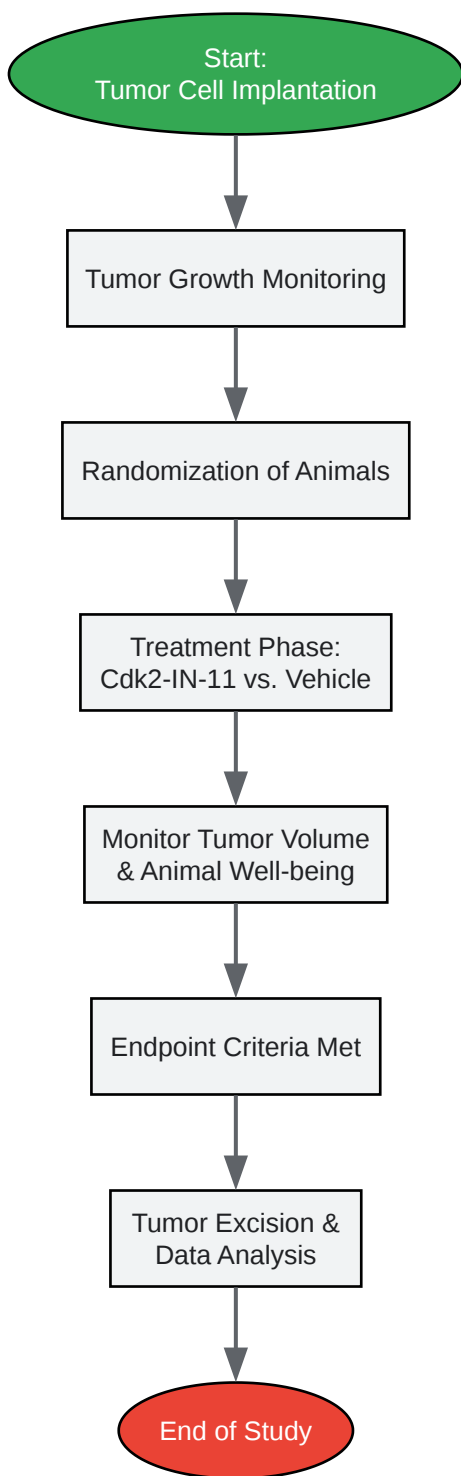 Start:
Tumor Cell Implantation
Tumor Growth Monitoring
Randomization of Animals
Treatment Phase:
Cdk2-IN-11 vs. Vehicle
Monitor Tumor Volume
& Animal Well-being
Endpoint Criteria Met
Tumor Excision &
Data Analysis
End of Study